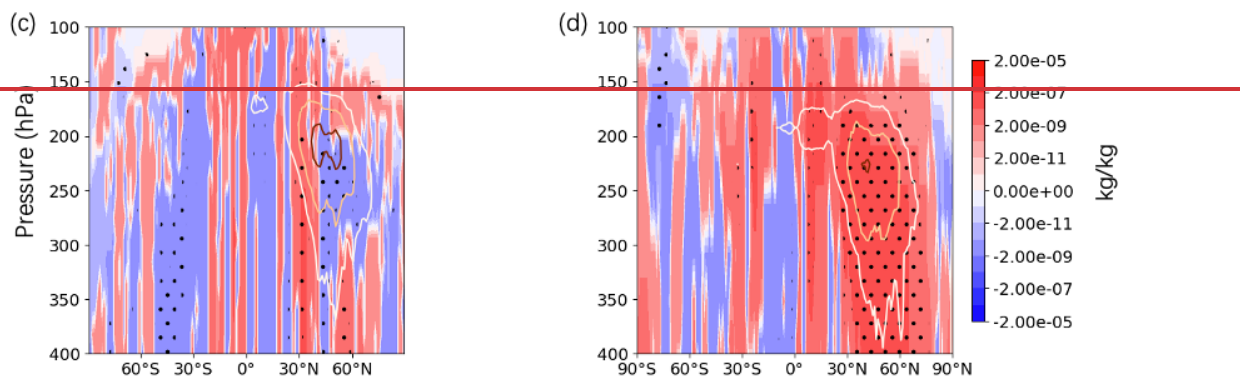 (c)
100
150
200
250
300
350
400
Pressure (hPa)
60°S 30°S 0° 30°N 60°N
(d)
100
150
200
250
300
350
400
90°S 60°S 30°S 0° 30°N 60°N 90°N
2.00e-05
2.00e-07
2.00e-09
2.00e-11
0.00e+00
-2.00e-11
-2.00e-09
-2.00e-07
-2.00e-05
kg/kg